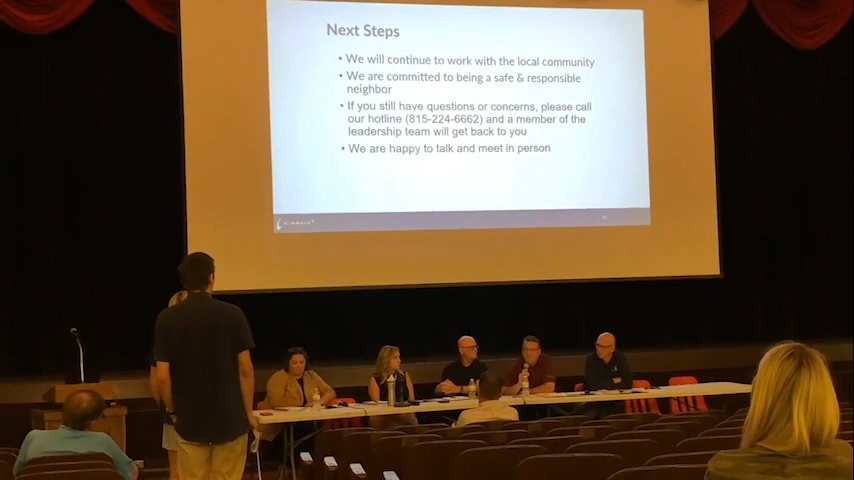 Next Steps
• We will continue to work with the local community
• We are committed to being a safe & responsible
neighbor
• If you still have questions or concerns, please call
our hotline (815-224-6662) and a member of the
leadership team will get back to you
• We are happy to talk and meet in person
CARUS